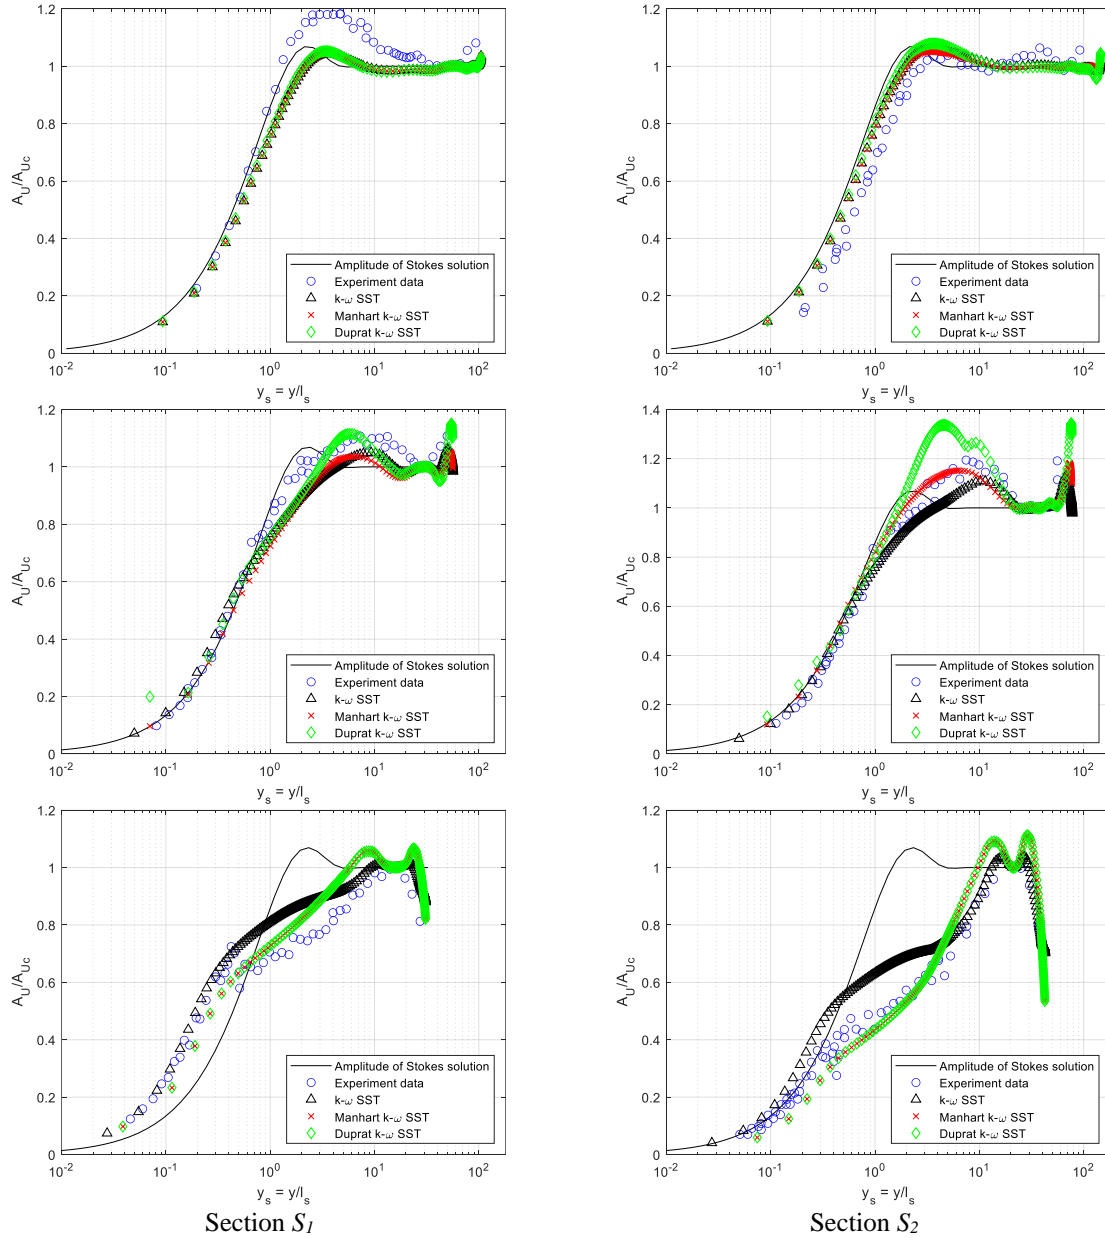 1.2
1
0.8
0.6
0.4
0.2
0
A_U/A_Uc
10^-2 10^-1 10^0 10^1 10^2
y_s = y/l_s
Amplitude of Stokes solution
Experiment data
k-ω SST
Manhart k-ω SST
Duprat k-ω SST
1.2
1
0.8
0.6
0.4
0.2
0
A_U/A_Uc
10^-2 10^-1 10^0 10^1 10^2
y_s = y/l_s
Amplitude of Stokes solution
Experiment data
k-ω SST
Manhart k-ω SST
Duprat k-ω SST
1.2
1
0.8
0.6
0.4
0.2
0
A_U/A_Uc
10^-2 10^-1 10^0 10^1 10^2
y_s = y/l_s
Amplitude of Stokes solution
Experiment data
k-ω SST
Manhart k-ω SST
Duprat k-ω SST
1.4
1.2
1
0.8
0.6
0.4
0.2
0
A_U/A_Uc
10^-2 10^-1 10^0 10^1 10^2
y_s = y/l_s
Amplitude of Stokes solution
Experiment data
k-ω SST
Manhart k-ω SST
Duprat k-ω SST
1.2
1
0.8
0.6
0.4
0.2
0
A_U/A_Uc
10^-2 10^-1 10^0 10^1 10^2
y_s = y/l_s
Amplitude of Stokes solution
Experiment data
k-ω SST
Manhart k-ω SST
Duprat k-ω SST
1.2
1
0.8
0.6
0.4
0.2
0
A_U/A_Uc
10^-2 10^-1 10^0 10^1 10^2
y_s = y/l_s
Amplitude of Stokes solution
Experiment data
k-ω SST
Manhart k-ω SST
Duprat k-ω SST
Section S_1
Section S_2